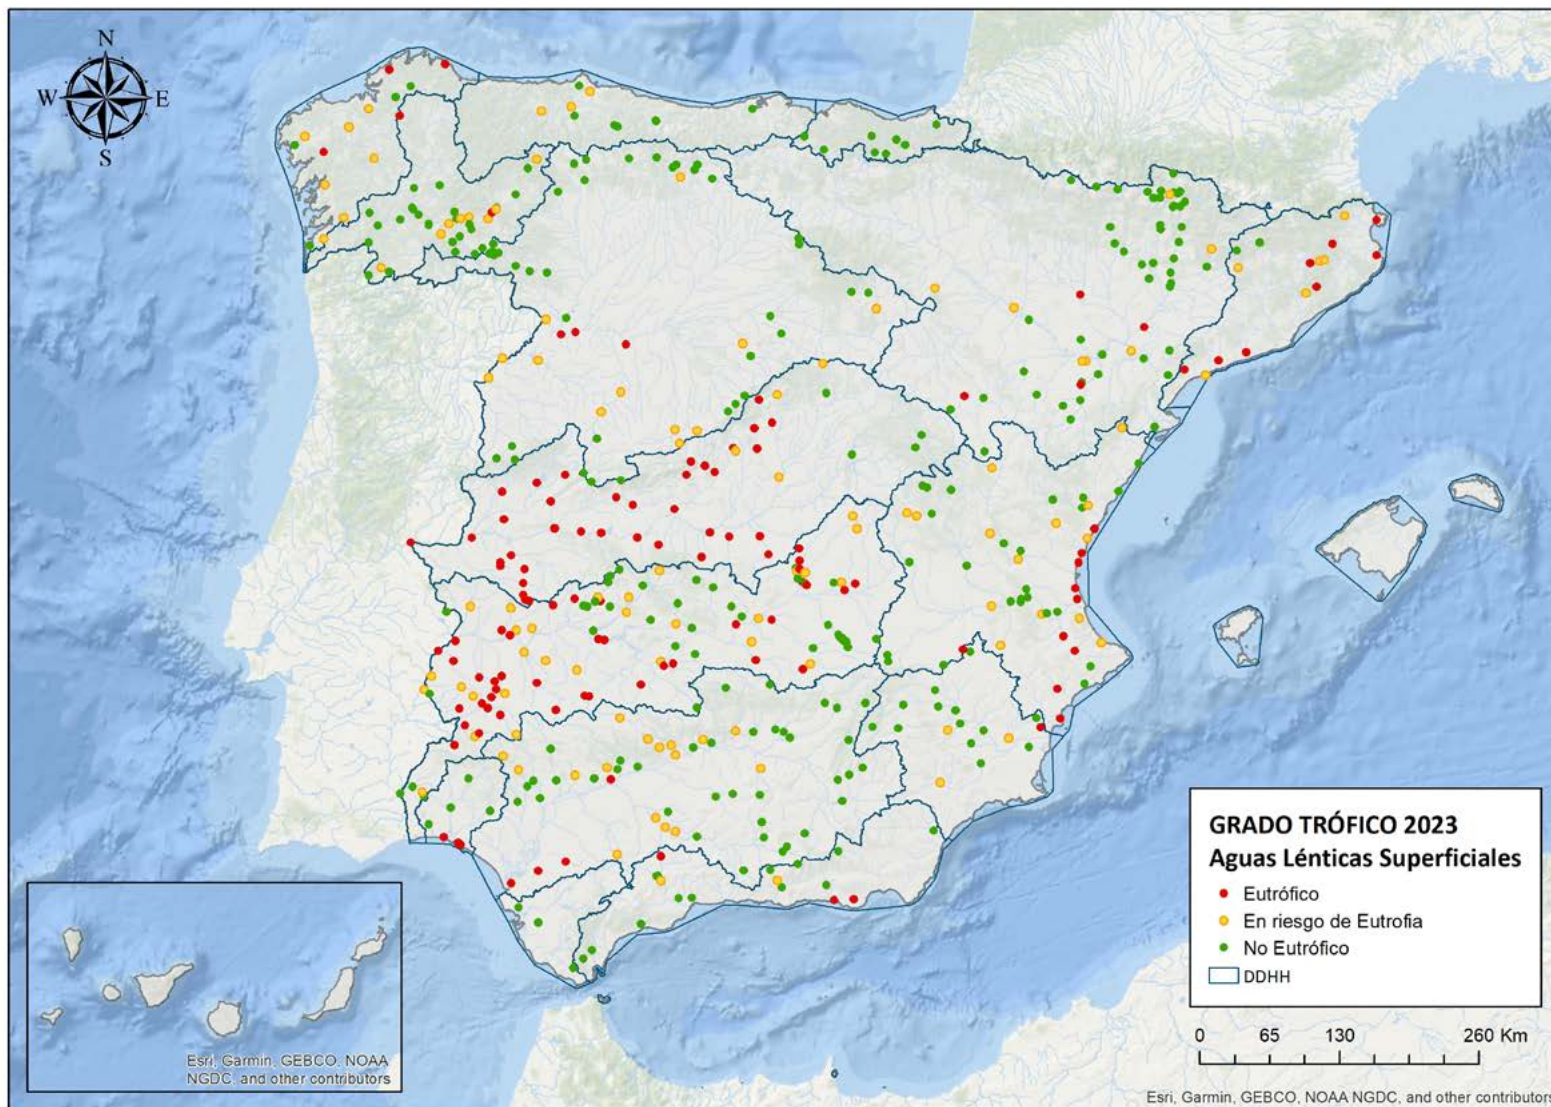 N
W
E
S
GRADO TRÓFICO 2023
Aguas Lénticas Superficiales
Eutrófico
En riesgo de Eutrofia
No Eutrófico
DDHH
0 65 130 260 Km
Esri, Garmin, GEBCO, NOAA
NGDC, and other contributors
Esri, Garmin, GEBCO, NOAA NGDC, and other contributors